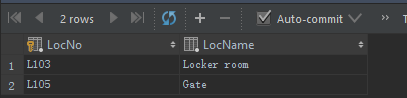 2 rows Auto-commit
LocNo LocName
1 L103 Locker room
2 L105 Gate